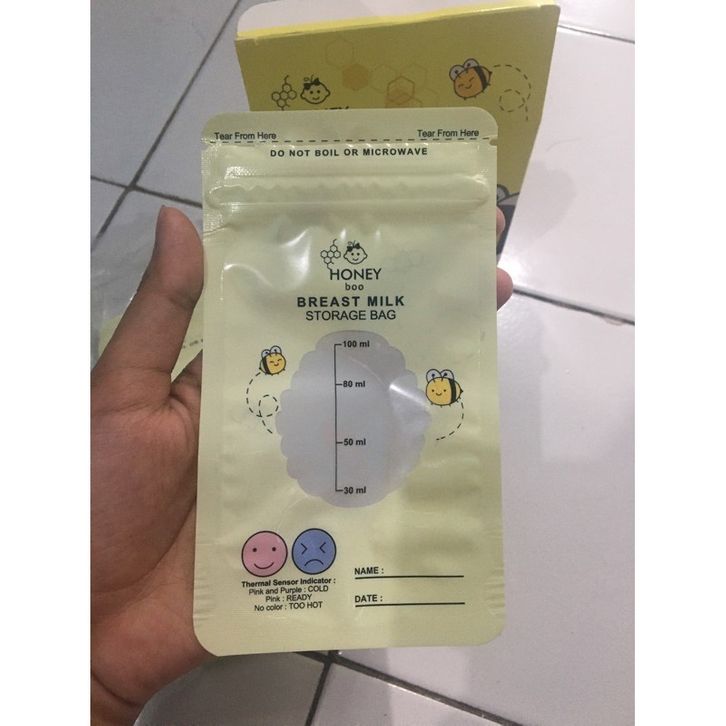 Tear From Here
Tear From Here
DO NOT BOIL OR MICROWAVE
HONEY
boo
BREAST MILK
STORAGE BAG
100 ml
80 ml
50 ml
30 ml
Thermal Sensor Indicator :
Pink and Purple : COLD
Pink : READY
No color : TOO HOT
NAME :
DATE :